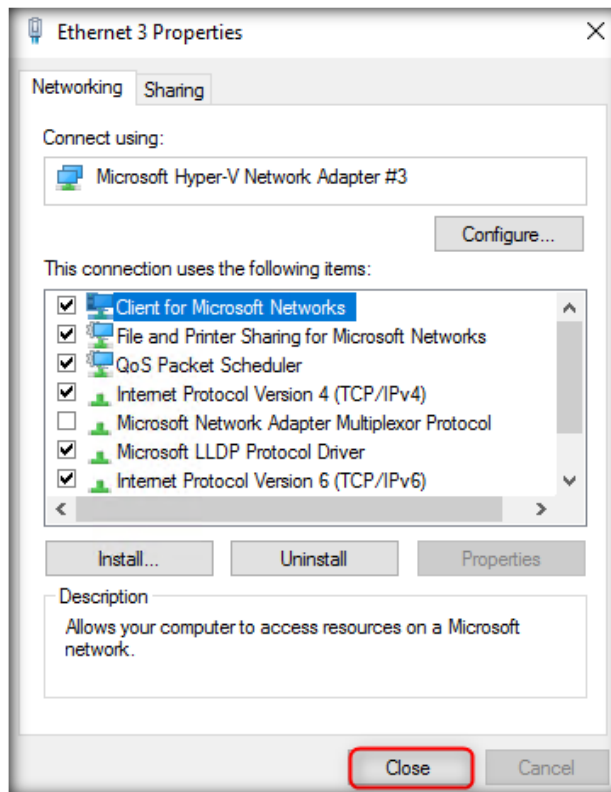 Ethernet 3 Properties
Networking
Sharing
Connect using:
Microsoft Hyper-V Network Adapter #3
Configure...
This connection uses the following items:
Client for Microsoft Networks
File and Printer Sharing for Microsoft Networks
QoS Packet Scheduler
Internet Protocol Version 4 (TCP/IPv4)
Microsoft Network Adapter Multiplexor Protocol
Microsoft LLDP Protocol Driver
Internet Protocol Version 6 (TCP/IPv6)
Install...
Uninstall
Properties
Description
Allows your computer to access resources on a Microsoft
network.
Close
Cancel